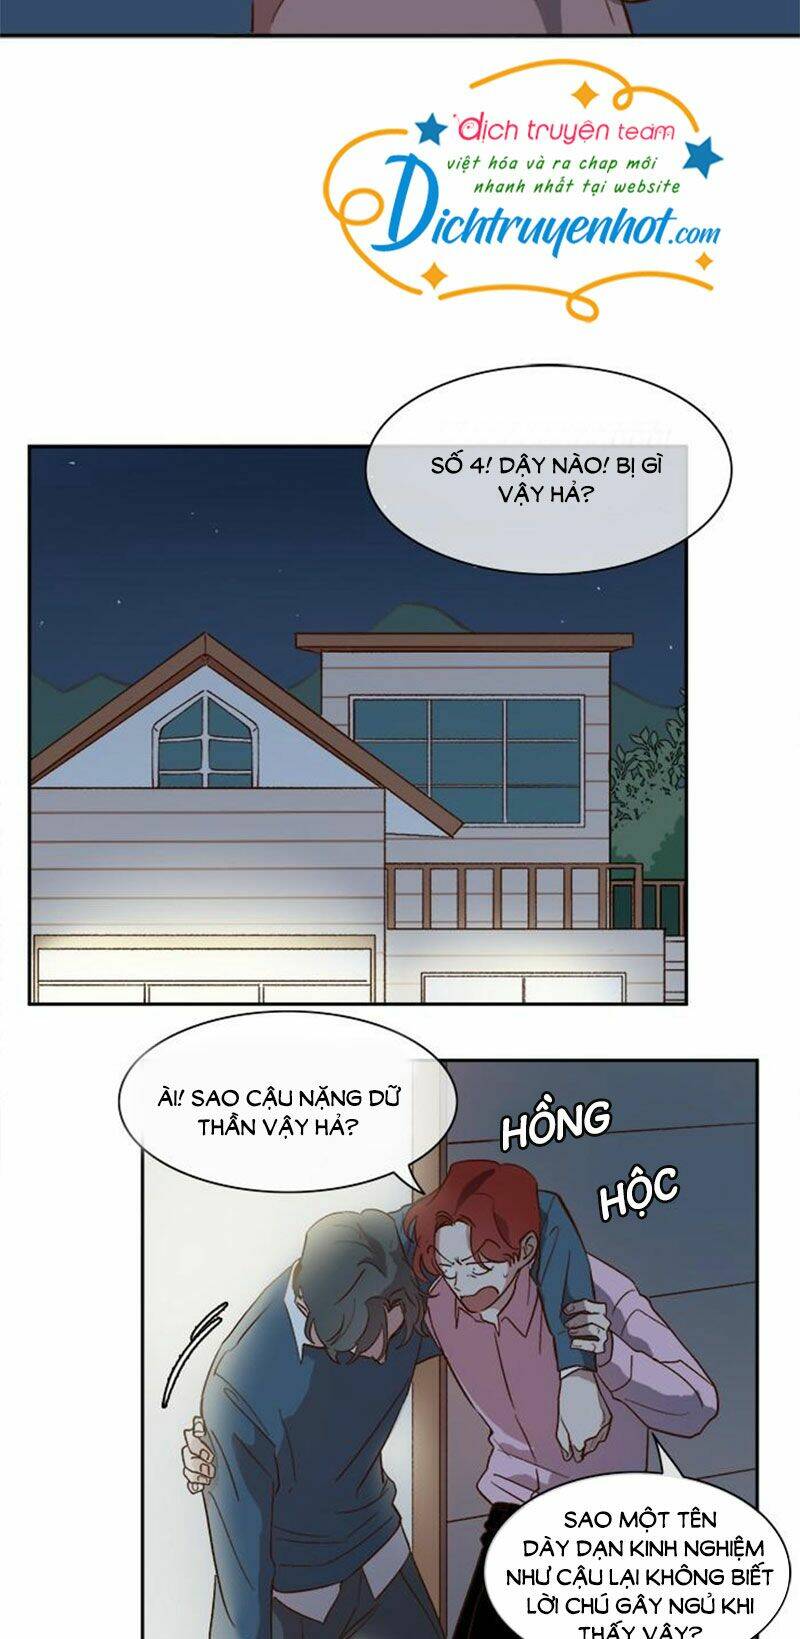 dịch truyện team
việt hóa và ra chap mới
nhanh nhất tại website
Dichtruyenhot.com
SỐ 4! DẬY NÀO! BỊ GÌ
VẬY HẢ?
ÀI! SAO CẬU NẶNG DỮ
THẦN VẬY HẢ?
HỒNG
HỘC
SAO MỘT TÊN
DÀY DẠN KINH NGHIỆM
NHƯ CẬU LẠI KHÔNG BIẾT
LỜI CHÚ GÂY NGỦ KHI
THẤY VẬY?